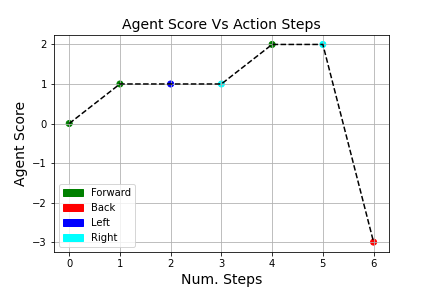 Agent Score Vs Action Steps
Agent Score
2
1
0
−1
−2
−3
Forward
Back
Left
Right
0 1 2 3 4 5 6
Num. Steps